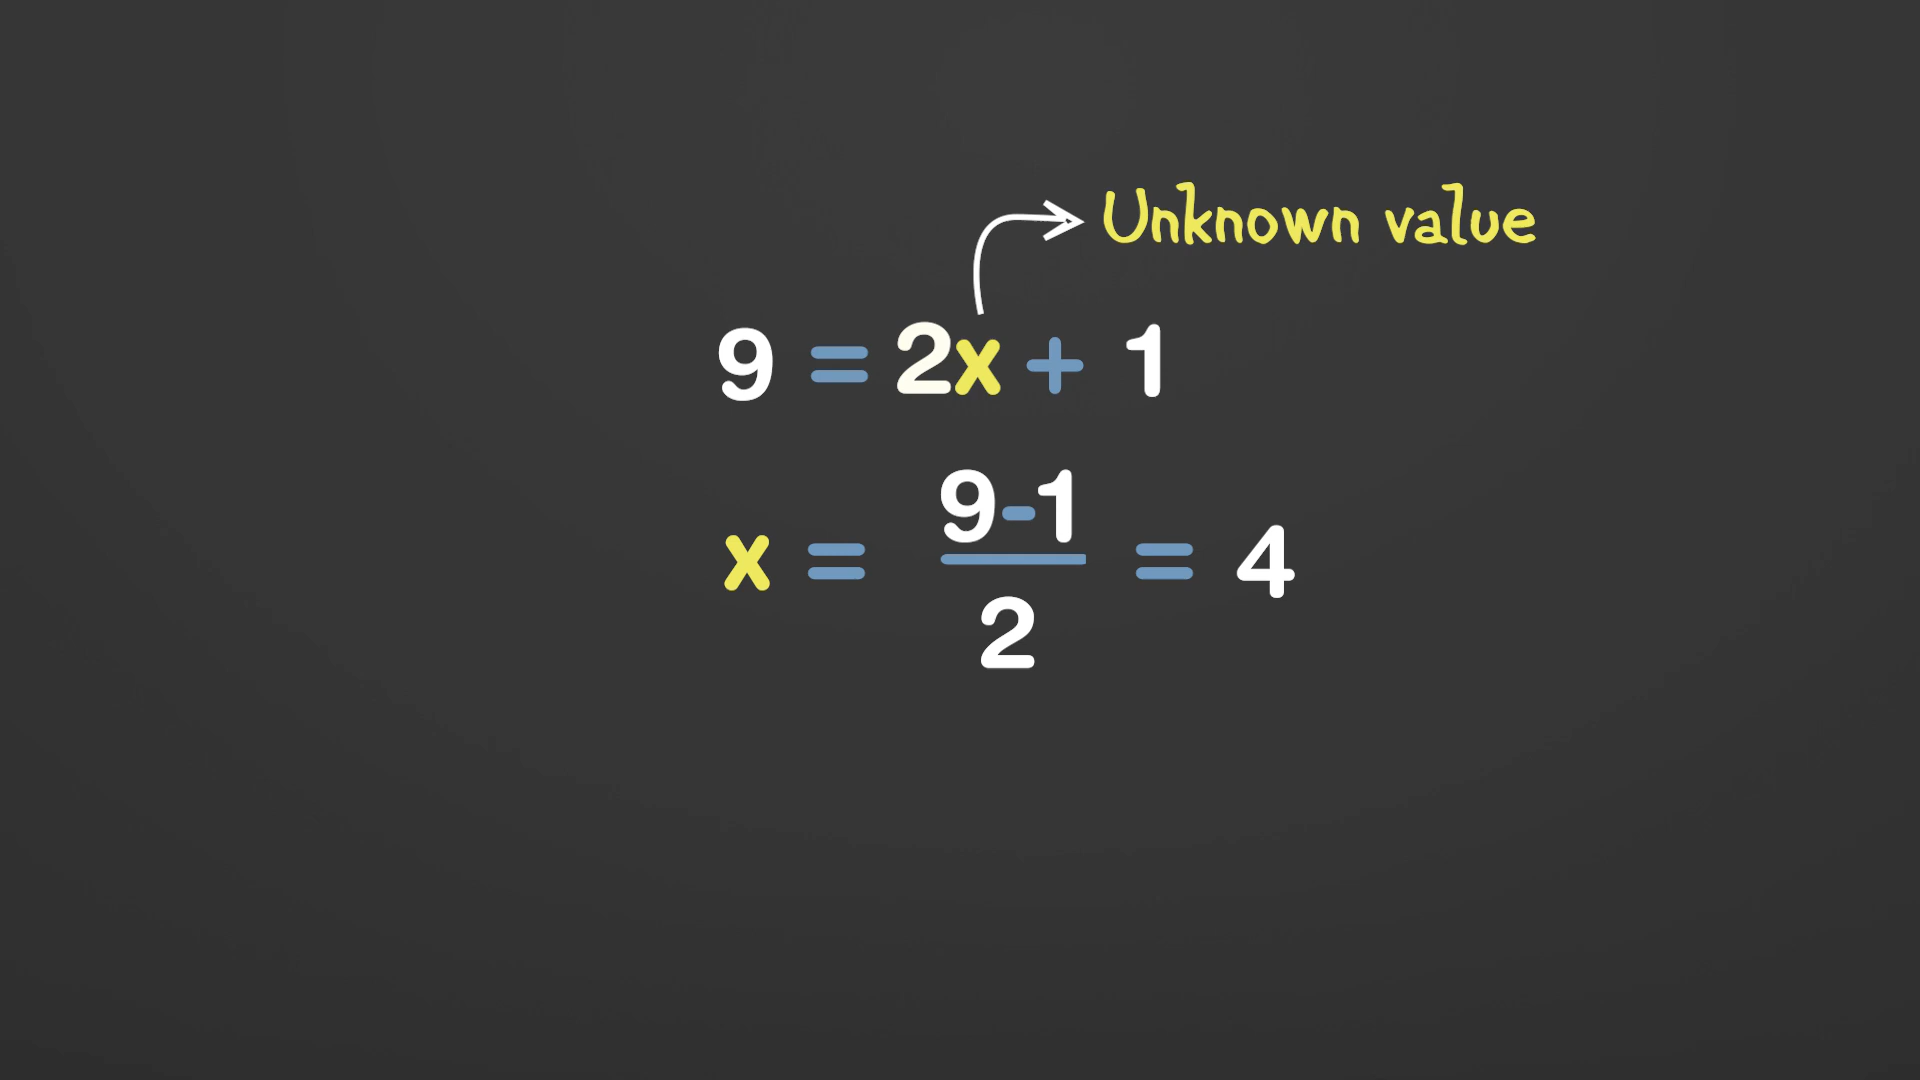 Unknown value
9 = 2x + 1
x = 9-1 / 2 = 4